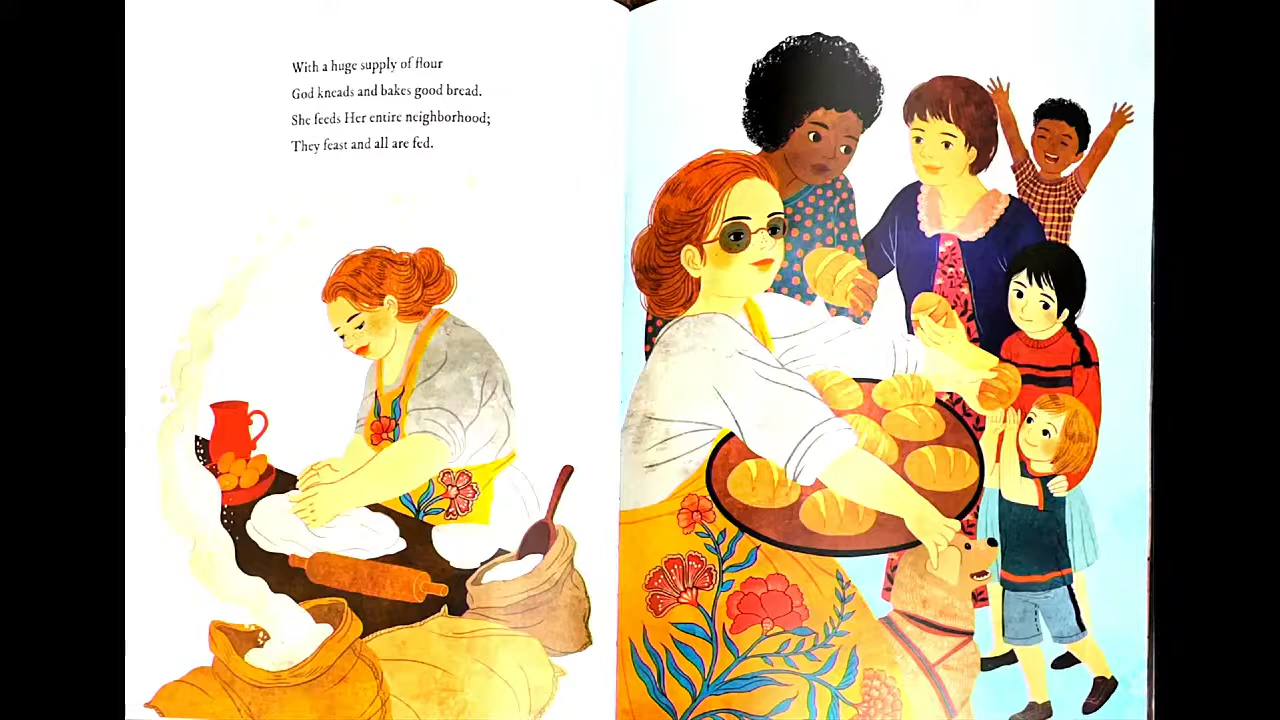 With a huge supply of flour
God kneads and bakes good bread.
She feeds Her entire neighborhood;
They feast and all are fed.